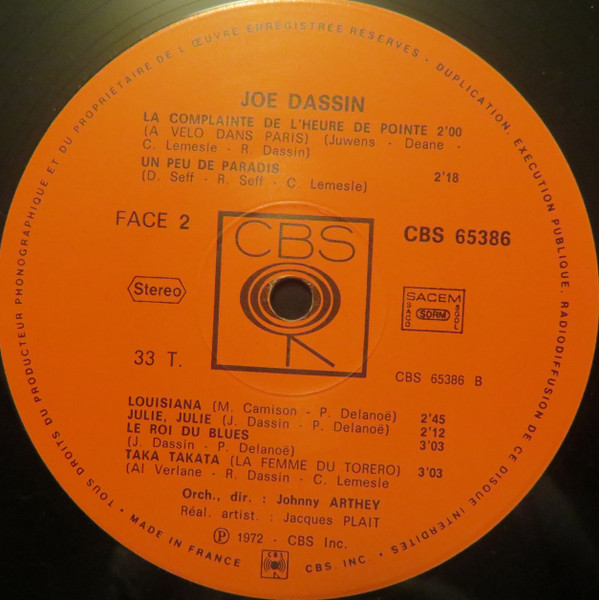 TOUS DROITS DU PRODUCTEUR PHONOGRAPHIQUE ET DU PROPRIÉTAIRE DE L'ŒUVRE ENREGISTRÉE RÉSERVÉS - DUPLICATION, EXECUTION PUBLIQUE, RADIODIFFUSION DE CE DISQUE INTERDITES
JOE DASSIN
LA COMPLAINTE DE L'HEURE DE POINTE 2'00
(A VELO DANS PARIS) (Juwens - Deane -
C. Lemesle - R. Dassin)
UN PEU DE PARADIS 2'18
(D. Seff - R. Seff - C. Lemesle)
FACE 2
CBS
CBS 65386
Stereo
SACEM
SACD SDRM SGDL
33 T.
CBS 65386 B
LOUISIANA (M. Camison - P. Delanoë) 2'45
JULIE, JULIE (J. Dassin - P. Delanoë) 2'12
LE ROI DU BLUES 3'03
(J. Dassin - P. Delanoë)
TAKA TAKATA (LA FEMME DU TORERO) 3'03
(Al Verlane - R. Dassin - C. Lemesle
Orch., dir. : Johnny ARTHEY
Réal. artist. : Jacques PLAIT
Ⓟ 1972 - CBS Inc.
• MADE IN FRANCE •
CBS
CBS. INC •